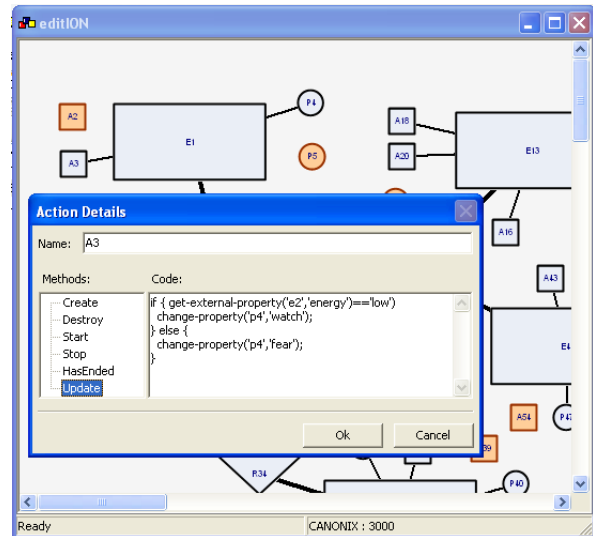 editION
P4
A2
A18
E1
E13
A3
P5
A20
Action Details
Name: A3
A16
Methods: Code:
Create
Destroy
Start
Stop
HasEnded
Update
if { get-external-property('e2','energy')=='low')
change-property('p4','watch');
} else {
change-property('p4','fear');
}
A43
A54
Ok Cancel
R34
P40
Ready CANONIX : 3000